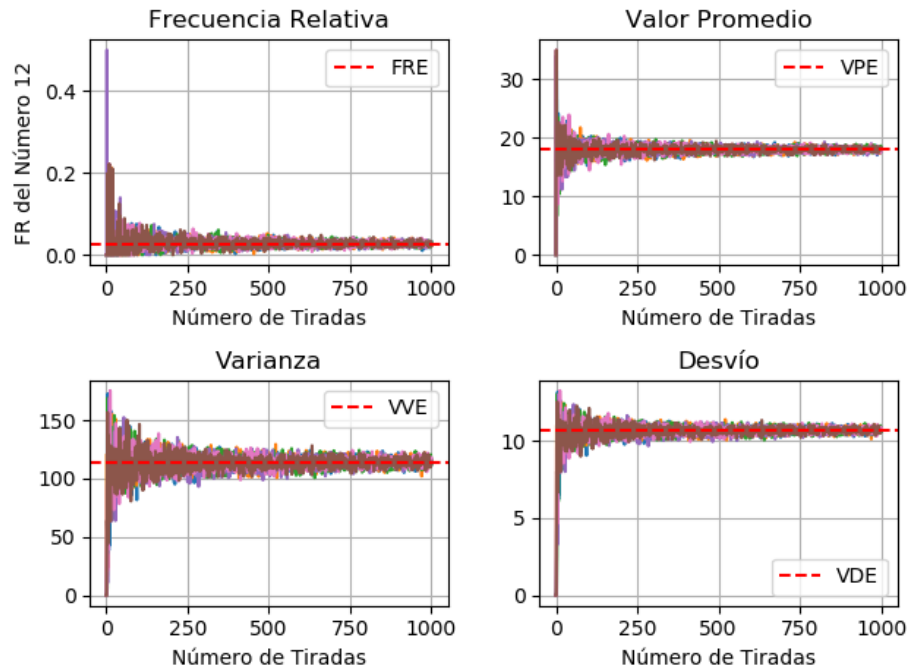 Frecuencia Relativa
FR del Número 12
0.4
0.2
0.0
FRE
0 250 500 750 1000
Número de Tiradas
Valor Promedio
30
20
10
0
VPE
0 250 500 750 1000
Número de Tiradas
Varianza
150
100
50
0
VVE
0 250 500 750 1000
Número de Tiradas
Desvío
10
5
0
VDE
0 250 500 750 1000
Número de Tiradas